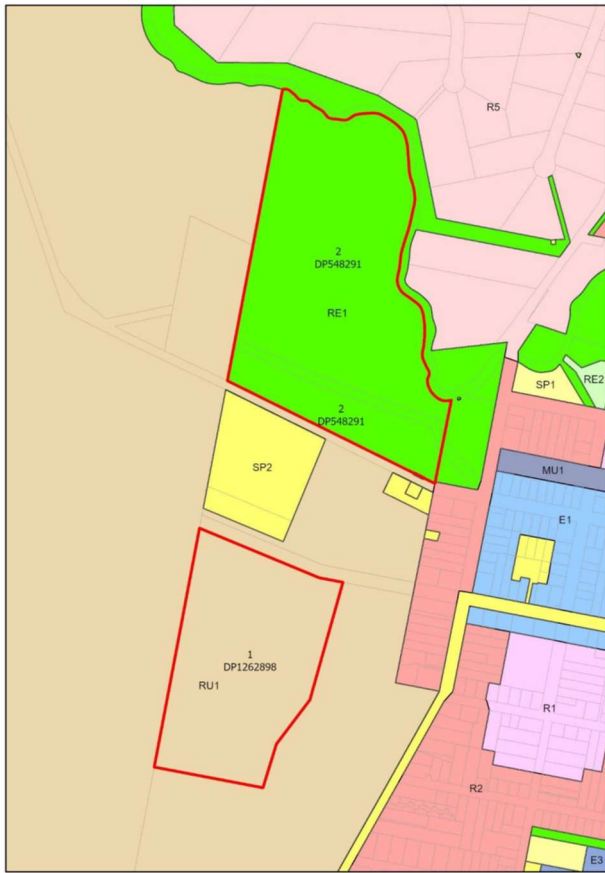 R5
2
DP548291
RE1
RE2
SP1
2
DP548291
SP2
MU1
E1
1
DP1262898
RU1
R1
R2
E3